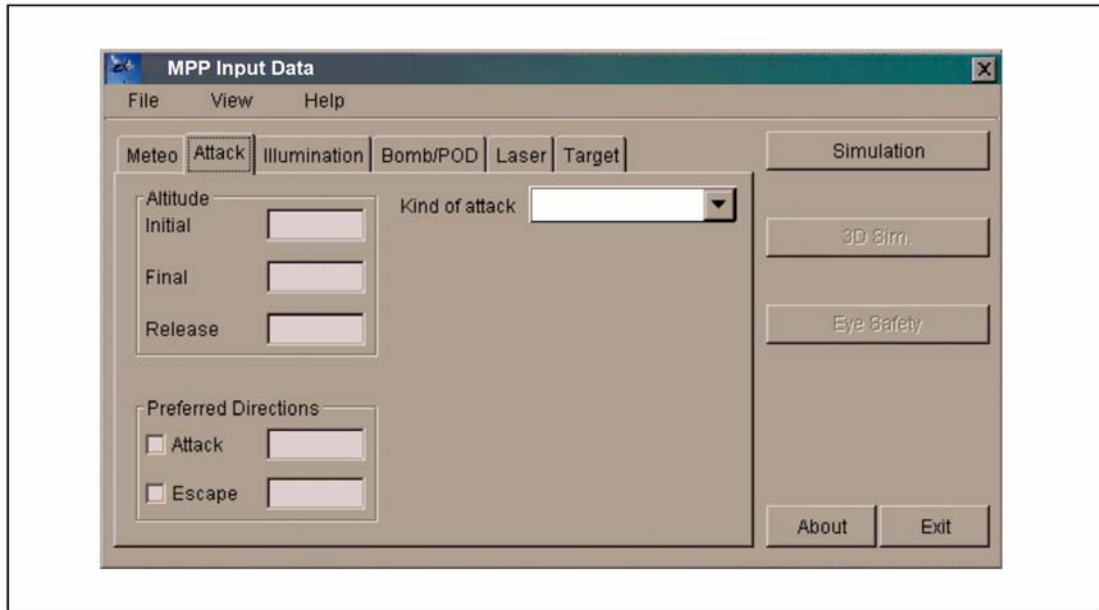 MPP Input Data
File View Help
Meteo Attack Illumination Bomb/POD Laser Target
Altitude
Initial
Final
Release
Kind of attack
Preferred Directions
Attack
Escape
Simulation
3D Sim.
Eye Safety
About Exit